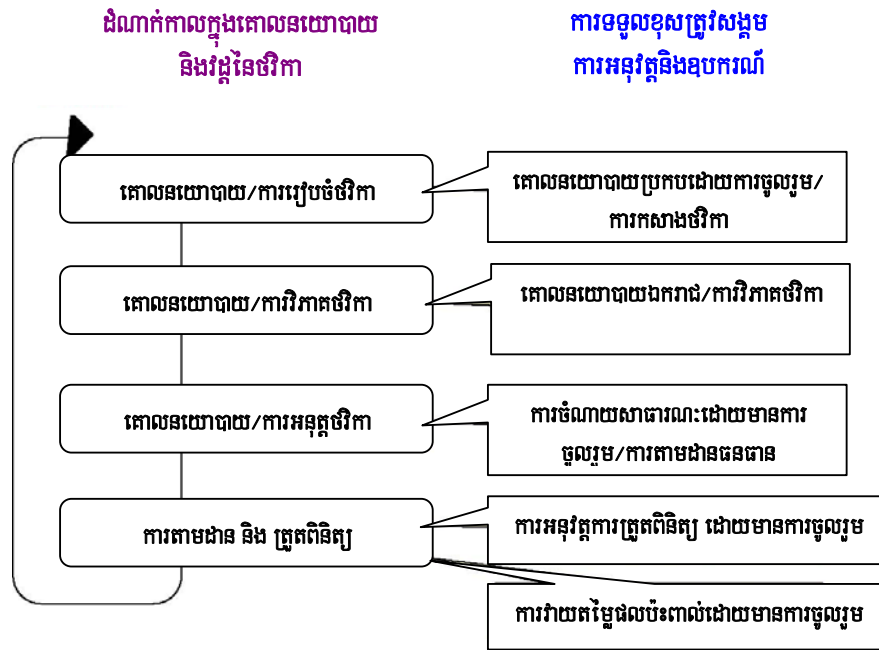 ដំណាក់កាលក្នុងគោលនយោបាយ
និងវដ្តនៃថវិកា
ការទទួលខុសត្រូវសង្គម
ការអនុវត្តនិងឧបករណ៍
គោលនយោបាយ/ការរៀបចំថវិកា
គោលនយោបាយប្រកបដោយការចូលរួម/
ការកសាងថវិកា
គោលនយោបាយ/ការវិភាគថវិកា
គោលនយោបាយឯករាជ/ការវិភាគថវិកា
គោលនយោបាយ/ការអនុត្តថវិកា
ការចំណាយសាធារណៈដោយមានការ
ចូលរួម/ការតាមដានធនធាន
ការតាមដាន និង ត្រួតពិនិត្យ
ការអនុវត្តការត្រួតពិនិត្យ ដោយមានការចូលរួម
ការវាយតម្លៃផលប៉ះពាល់ដោយមានការចូលរួម